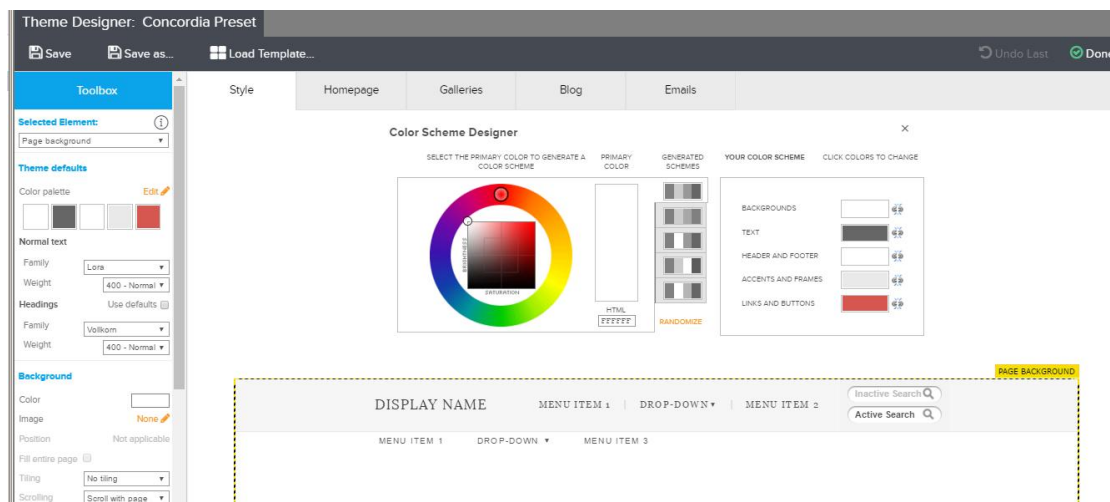 Theme Designer: Concordia Preset
Save Save as... Load Template... Undo Last Done
Toolbox
Style Homepage Galleries Blog Emails
Selected Element:
Page background
Theme defaults
Color palette Edit
Normal text
Family Lora
Weight 400 - Normal
Headings Use defaults
Family Vollkorn
Weight 400 - Normal
Background
Color
Image None
Position Not applicable
Fill entire page
Tiling No tiling
Scrolling Scroll with page
Color Scheme Designer
SELECT THE PRIMARY COLOR TO GENERATE A
COLOR SCHEME
PRIMARY
COLOR
GENERATED
SCHEMES
YOUR COLOR SCHEME CLICK COLORS TO CHANGE
BRIGHTNESS
SATURATION
HTML
FFFFFF
RANDOMIZE
BACKGROUNDS
TEXT
HEADER AND FOOTER
ACCENTS AND FRAMES
LINKS AND BUTTONS
PAGE BACKGROUND
DISPLAY NAME MENU ITEM 1 DROP-DOWN MENU ITEM 2
Inactive Search
Active Search
MENU ITEM 1 DROP-DOWN MENU ITEM 3